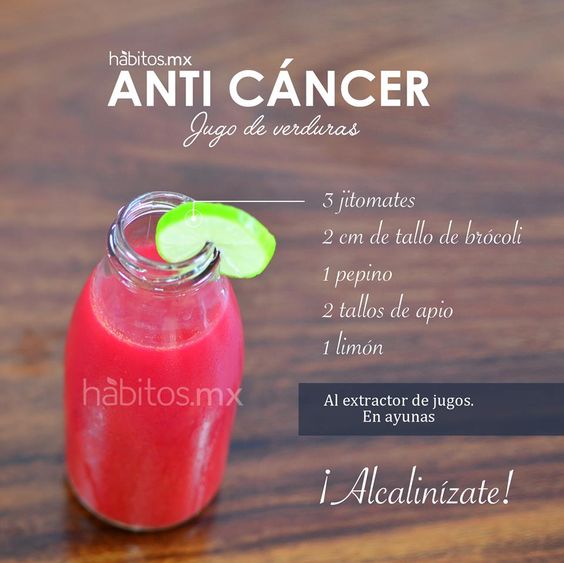 hábitos.mx
ANTI CÁNCER
Jugo de verduras
3 jitomates
2 cm de tallo de brócoli
1 pepino
2 tallos de apio
1 limón
hábitos.mx
Al extractor de jugos.
En ayunas
¡Alcalinízate!